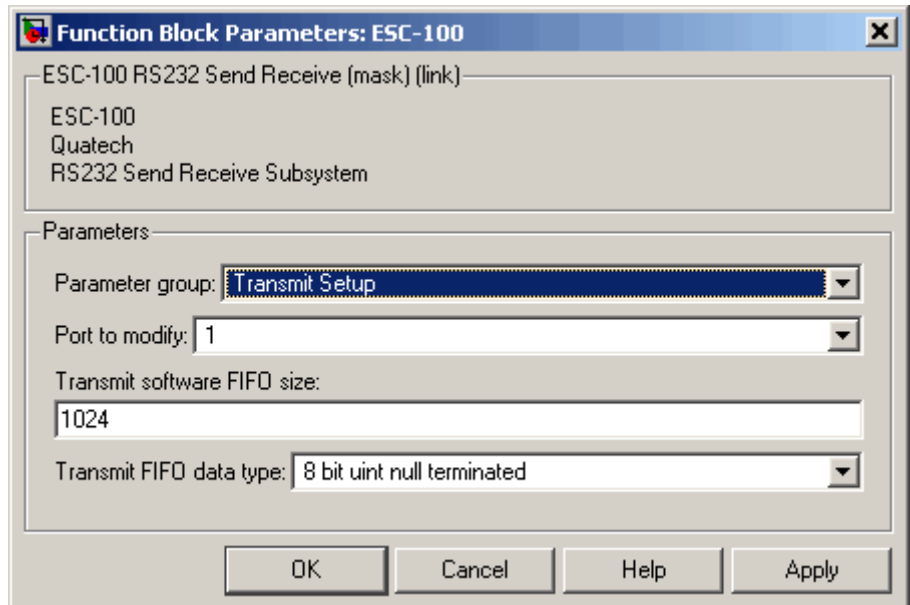 Function Block Parameters: ESC-100
ESC-100 RS232 Send Receive (mask) (link)
ESC-100
Quatech
RS232 Send Receive Subsystem
Parameters
Parameter group: Transmit Setup
Port to modify: 1
Transmit software FIFO size:
1024
Transmit FIFO data type: 8 bit uint null terminated
OK Cancel Help Apply